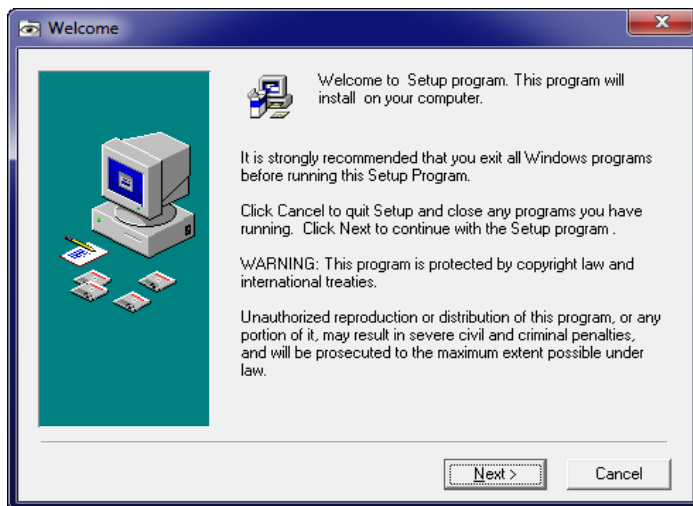 Welcome
Welcome to  Setup program. This program will
install  on your computer.
It is strongly recommended that you exit all Windows programs
before running this Setup Program.
Click Cancel to quit Setup and close any programs you have
running.  Click Next to continue with the Setup program .
WARNING: This program is protected by copyright law and
international treaties.
Unauthorized reproduction or distribution of this program, or any
portion of it, may result in severe civil and criminal penalties,
and will be prosecuted to the maximum extent possible under
law.
Next >
Cancel